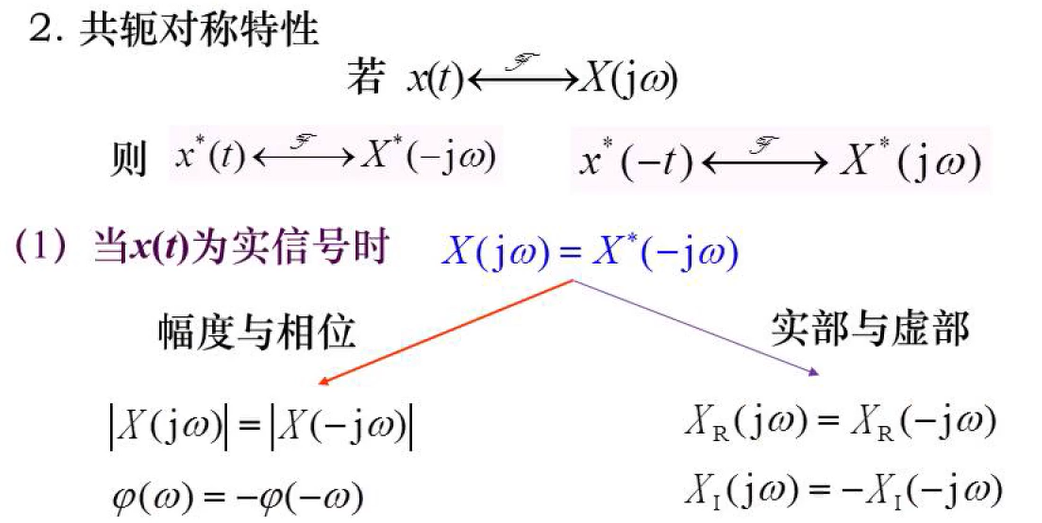 2. 共轭对称特性
若 x(t) ⟷ℱ X(jω)
则 x*(t) ⟷ℱ X*(−jω) x*(−t) ⟷ℱ X*(jω)
(1) 当x(t)为实信号时 X(jω) = X*(−jω)
幅度与相位 实部与虚部
|X(jω)| = |X(−jω)| X_R(jω) = X_R(−jω)
φ(ω) = −φ(−ω) X_I(jω) = −X_I(−jω)